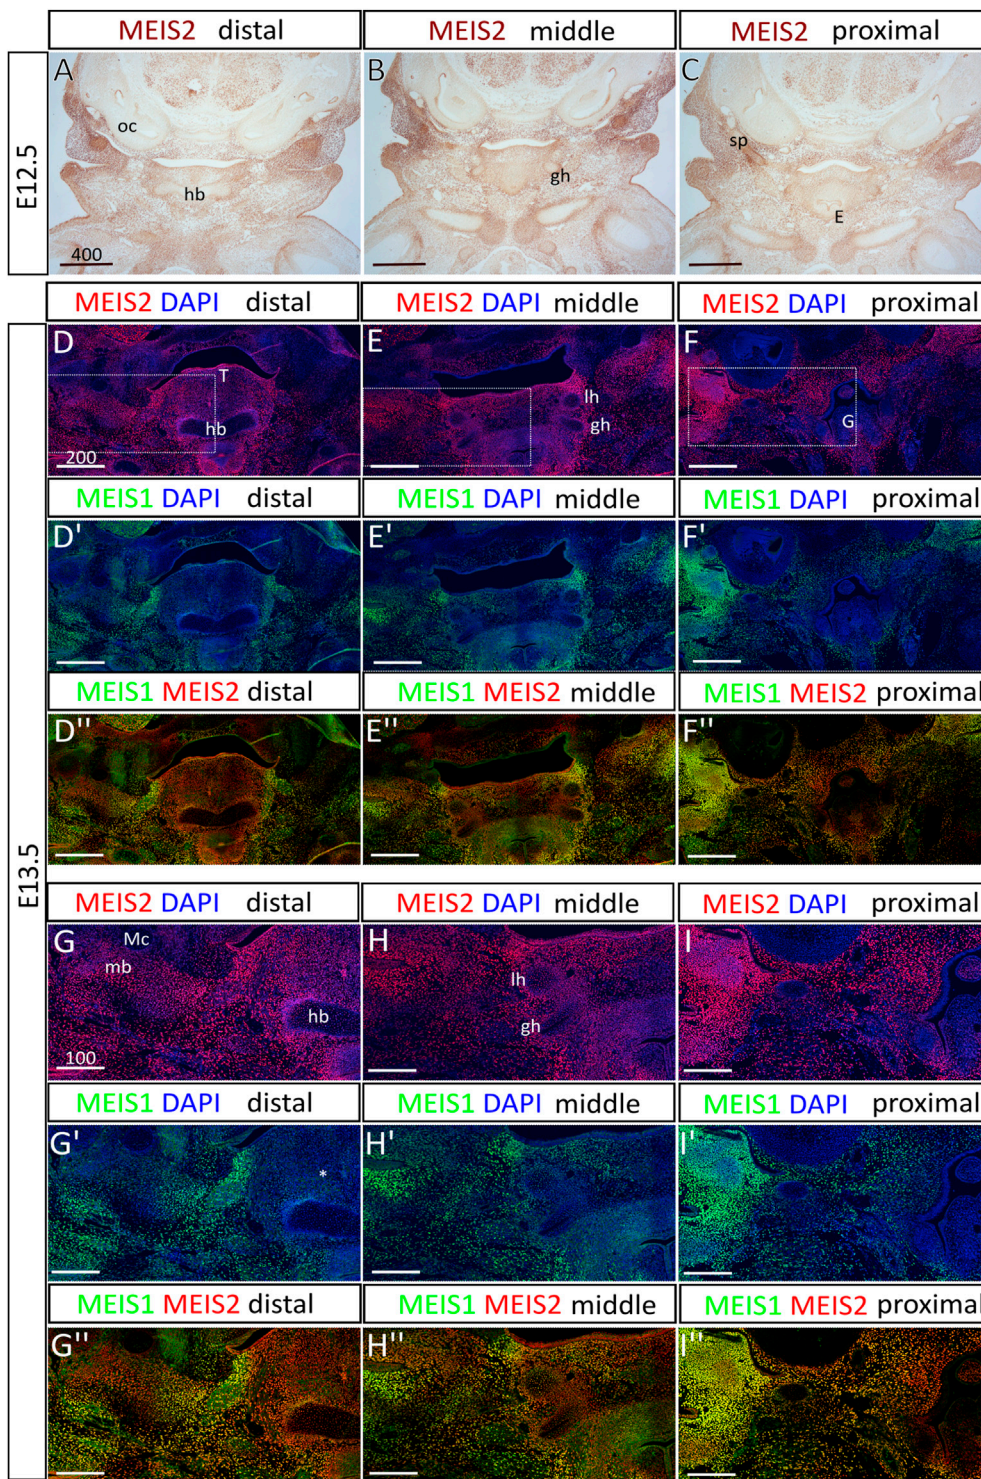 MEIS2 distal
MEIS2 middle
MEIS2 proximal
E12.5
A
oc
hb
400
B
gh
C
sp
E
MEIS2 DAPI distal
MEIS2 DAPI middle
MEIS2 DAPI proximal
E13.5
D
T
hb
200
E
lh
gh
F
G
MEIS1 DAPI distal
MEIS1 DAPI middle
MEIS1 DAPI proximal
D'
E'
F'
MEIS1 MEIS2 distal
MEIS1 MEIS2 middle
MEIS1 MEIS2 proximal
D''
E''
F''
MEIS2 DAPI distal
MEIS2 DAPI middle
MEIS2 DAPI proximal
G
Mc
mb
hb
100
H
lh
gh
I
MEIS1 DAPI distal
MEIS1 DAPI middle
MEIS1 DAPI proximal
G'
*
H'
I'
MEIS1 MEIS2 distal
MEIS1 MEIS2 middle
MEIS1 MEIS2 proximal
G''
H''
I''